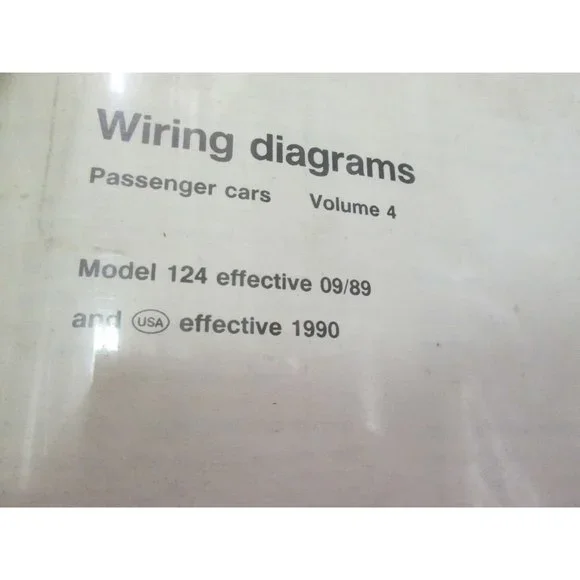 Wiring diagrams
Passenger cars Volume 4
Model 124 effective 09/89
and USA effective 1990